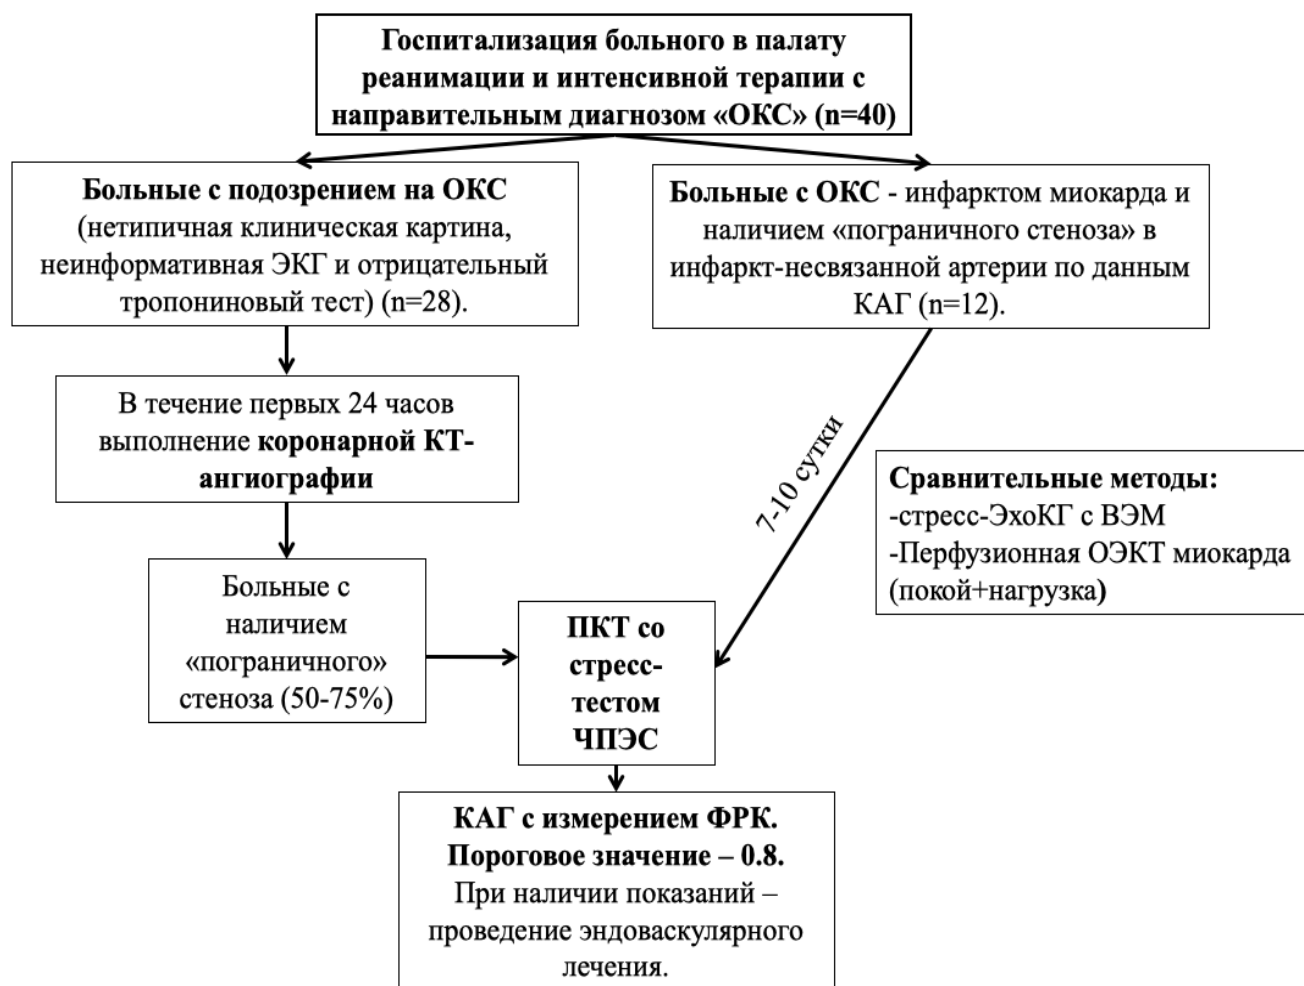 Госпитализация больного в палату
реанимации и интенсивной терапии с
направительным диагнозом «ОКС» (n=40)
Больные с подозрением на ОКС
(нетипичная клиническая картина,
неинформативная ЭКГ и отрицательный
тропониновый тест) (n=28).
Больные с ОКС - инфарктом миокарда и
наличием «пограничного стеноза» в
инфаркт-несвязанной артерии по данным
КАГ (n=12).
В течение первых 24 часов
выполнение коронарной КТ-
ангиографии
7-10 сутки
Сравнительные методы:
-стресс-ЭхоКГ с ВЭМ
-Перфузионная ОЭКТ миокарда
(покой+нагрузка)
Больные с
наличием
«пограничного»
стеноза (50-75%)
ПКТ со
стресс-
тестом
ЧПЭС
КАГ с измерением ФРК.
Пороговое значение – 0.8.
При наличии показаний –
проведение эндоваскулярного
лечения.